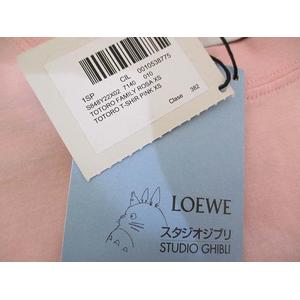 1SP CIL 0010538775
S848Y22X02 7140 010
TOTORO FAMILY ROSA XS
TOTORO T-SHIR PINK XS
Clase 382
LOEWE
スタジオジブリ
STUDIO GHIBLI